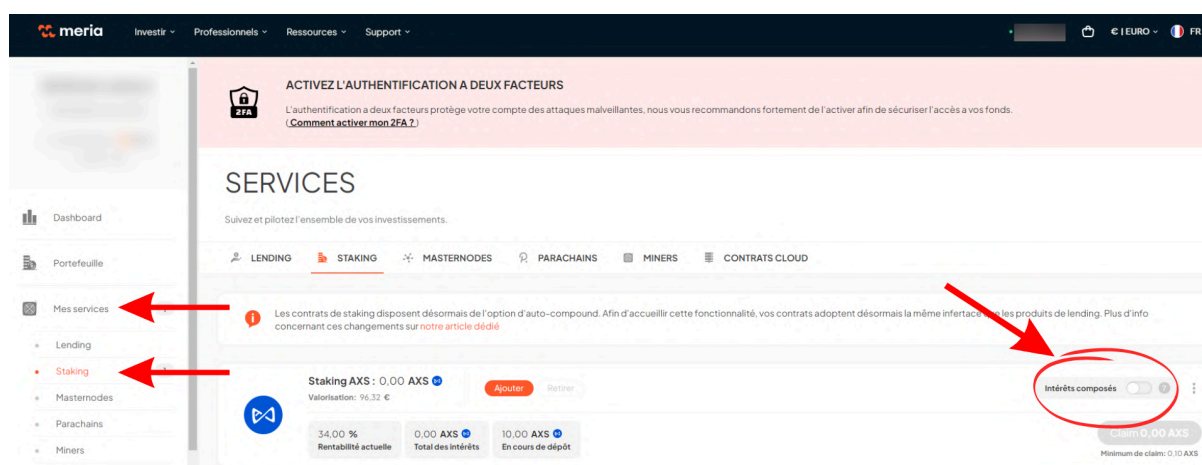 meria
Investir
Professionnels
Ressources
Support
€ | EURO
FR
ACTIVEZ L'AUTHENTIFICATION A DEUX FACTEURS
L'authentification a deux facteurs protège votre compte des attaques malveillantes, nous vous recommandons fortement de l'activer afin de sécuriser l'accès a vos fonds.
( Comment activer mon 2FA ? )
2FA
SERVICES
Suivez et pilotez l'ensemble de vos investissements.
Dashboard
Portefeuille
Mes services
Lending
Staking
Masternodes
Parachains
Miners
LENDING
STAKING
MASTERNODES
PARACHAINS
MINERS
CONTRATS CLOUD
Les contrats de staking disposent désormais de l'option d'auto-compound. Afin d'accueillir cette fonctionnalité, vos contrats adoptent désormais la même infertace que les produits de lending. Plus d'info
concernant ces changements sur notre article dédié
Staking AXS : 0,00 AXS
Valorisation: 96,32 €
Ajouter
Retirer
Intérêts composés
34,00 %
Rentabilité actuelle
0,00 AXS
Total des intérêts
10,00 AXS
En cours de dépôt
Claim 0,00 AXS
Minimum de claim: 0,10 AXS